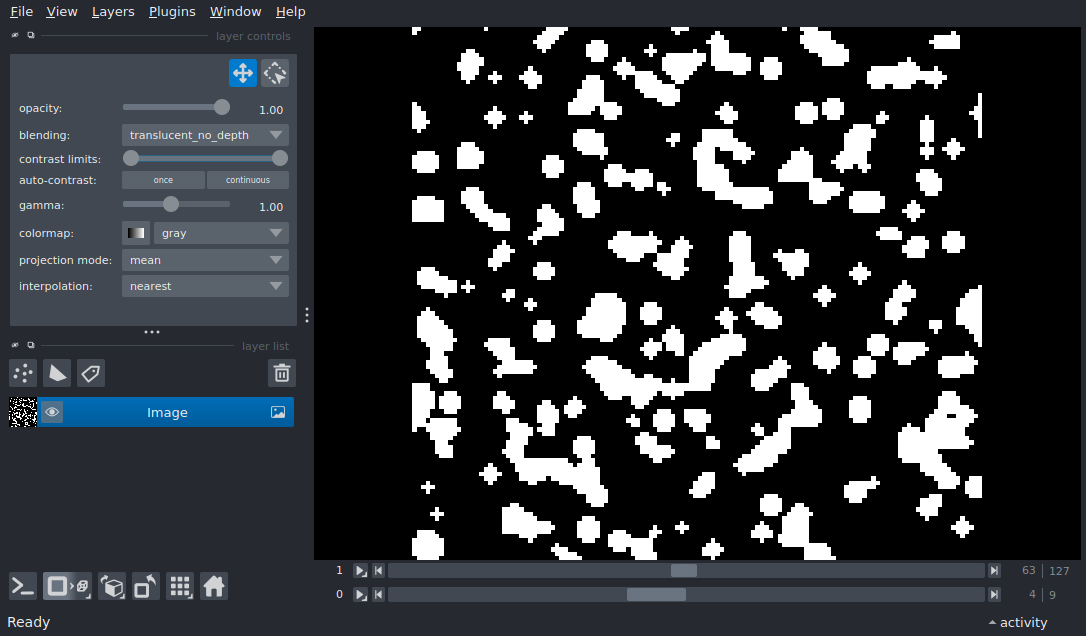 File View Layers Plugins Window Help
layer controls
opacity: 1.00
blending: translucent_no_depth
contrast limits:
auto-contrast: once continuous
gamma: 1.00
colormap: gray
projection mode: mean
interpolation: nearest
layer list
Image
1 63 127
0 4 9
Ready activity